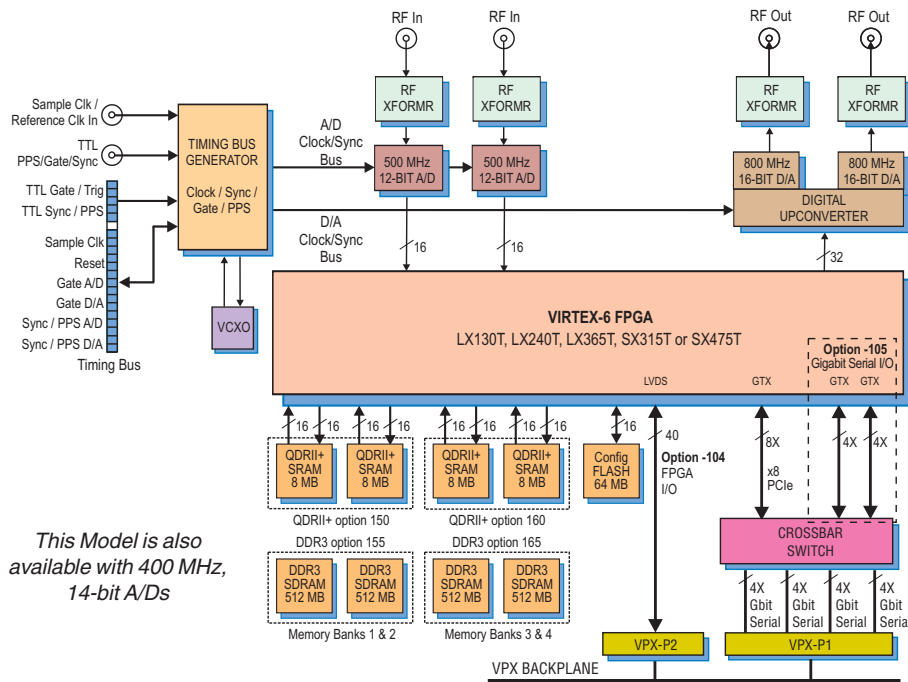 RF In
RF In
RF Out
RF Out
RF
XFORMR
RF
XFORMR
RF
XFORMR
RF
XFORMR
Sample Clk /
Reference Clk In
TTL
PPS/Gate/Sync
TTL Gate / Trig
TTL Sync / PPS
Sample Clk
Reset
Gate A/D
Gate D/A
Sync / PPS A/D
Sync / PPS D/A
Timing Bus
TIMING BUS
GENERATOR
Clock / Sync /
Gate / PPS
VCXO
A/D
Clock/Sync
Bus
D/A
Clock/Sync
Bus
500 MHz
12-BIT A/D
500 MHz
12-BIT A/D
800 MHz
16-BIT D/A
800 MHz
16-BIT D/A
DIGITAL
UPCONVERTER
16
16
32
VIRTEX-6 FPGA
LX130T, LX240T, LX365T, SX315T or SX475T
LVDS
GTX
Option -105
Gigabit Serial I/O
GTX
GTX
16
16
16
16
16
16
16
16
16
40
8X
4X
4X
QDRII+
SRAM
8 MB
QDRII+
SRAM
8 MB
QDRII+
SRAM
8 MB
QDRII+
SRAM
8 MB
Config
FLASH
64 MB
Option -104
FPGA
I/O
x8
PCIe
QDRII+ option 150
QDRII+ option 160
DDR3 option 155
DDR3 option 165
DDR3
SDRAM
512 MB
DDR3
SDRAM
512 MB
DDR3
SDRAM
512 MB
DDR3
SDRAM
512 MB
Memory Banks 1 & 2
Memory Banks 3 & 4
CROSSBAR
SWITCH
4X
Gbit
Serial
4X
Gbit
Serial
4X
Gbit
Serial
4X
Gbit
Serial
VPX-P2
VPX-P1
VPX BACKPLANE
This Model is also
available with 400 MHz,
14-bit A/Ds